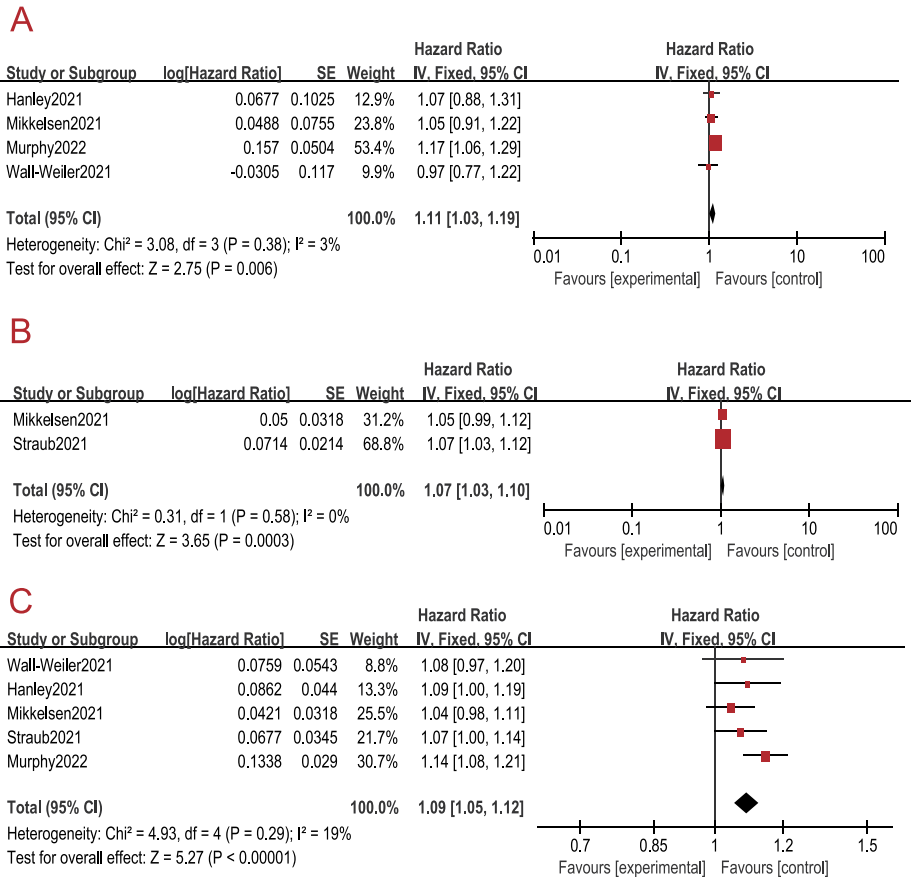 A
Hazard Ratio Hazard Ratio
Study or Subgroup log[Hazard Ratio] SE Weight IV, Fixed, 95% CI IV, Fixed, 95% CI
Hanley2021 0.0677 0.1025 12.9% 1.07 [0.88, 1.31]
Mikkelsen2021 0.0488 0.0755 23.8% 1.05 [0.91, 1.22]
Murphy2022 0.157 0.0504 53.4% 1.17 [1.06, 1.29]
Wall-Weiler2021 -0.0305 0.117 9.9% 0.97 [0.77, 1.22]
Total (95% CI) 100.0% 1.11 [1.03, 1.19]
Heterogeneity: Chi² = 3.08, df = 3 (P = 0.38); I² = 3%
Test for overall effect: Z = 2.75 (P = 0.006)
0.01 0.1 1 10 100
Favours [experimental] Favours [control]
B
Hazard Ratio Hazard Ratio
Study or Subgroup log[Hazard Ratio] SE Weight IV, Fixed, 95% CI IV, Fixed, 95% CI
Mikkelsen2021 0.05 0.0318 31.2% 1.05 [0.99, 1.12]
Straub2021 0.0714 0.0214 68.8% 1.07 [1.03, 1.12]
Total (95% CI) 100.0% 1.07 [1.03, 1.10]
Heterogeneity: Chi² = 0.31, df = 1 (P = 0.58); I² = 0%
Test for overall effect: Z = 3.65 (P = 0.0003)
0.01 0.1 1 10 100
Favours [experimental] Favours [control]
C
Hazard Ratio Hazard Ratio
Study or Subgroup log[Hazard Ratio] SE Weight IV, Fixed, 95% CI IV, Fixed, 95% CI
Wall-Weiler2021 0.0759 0.0543 8.8% 1.08 [0.97, 1.20]
Hanley2021 0.0862 0.044 13.3% 1.09 [1.00, 1.19]
Mikkelsen2021 0.0421 0.0318 25.5% 1.04 [0.98, 1.11]
Straub2021 0.0677 0.0345 21.7% 1.07 [1.00, 1.14]
Murphy2022 0.1338 0.029 30.7% 1.14 [1.08, 1.21]
Total (95% CI) 100.0% 1.09 [1.05, 1.12]
Heterogeneity: Chi² = 4.93, df = 4 (P = 0.29); I² = 19%
Test for overall effect: Z = 5.27 (P < 0.00001)
0.7 0.85 1 1.2 1.5
Favours [experimental] Favours [control]